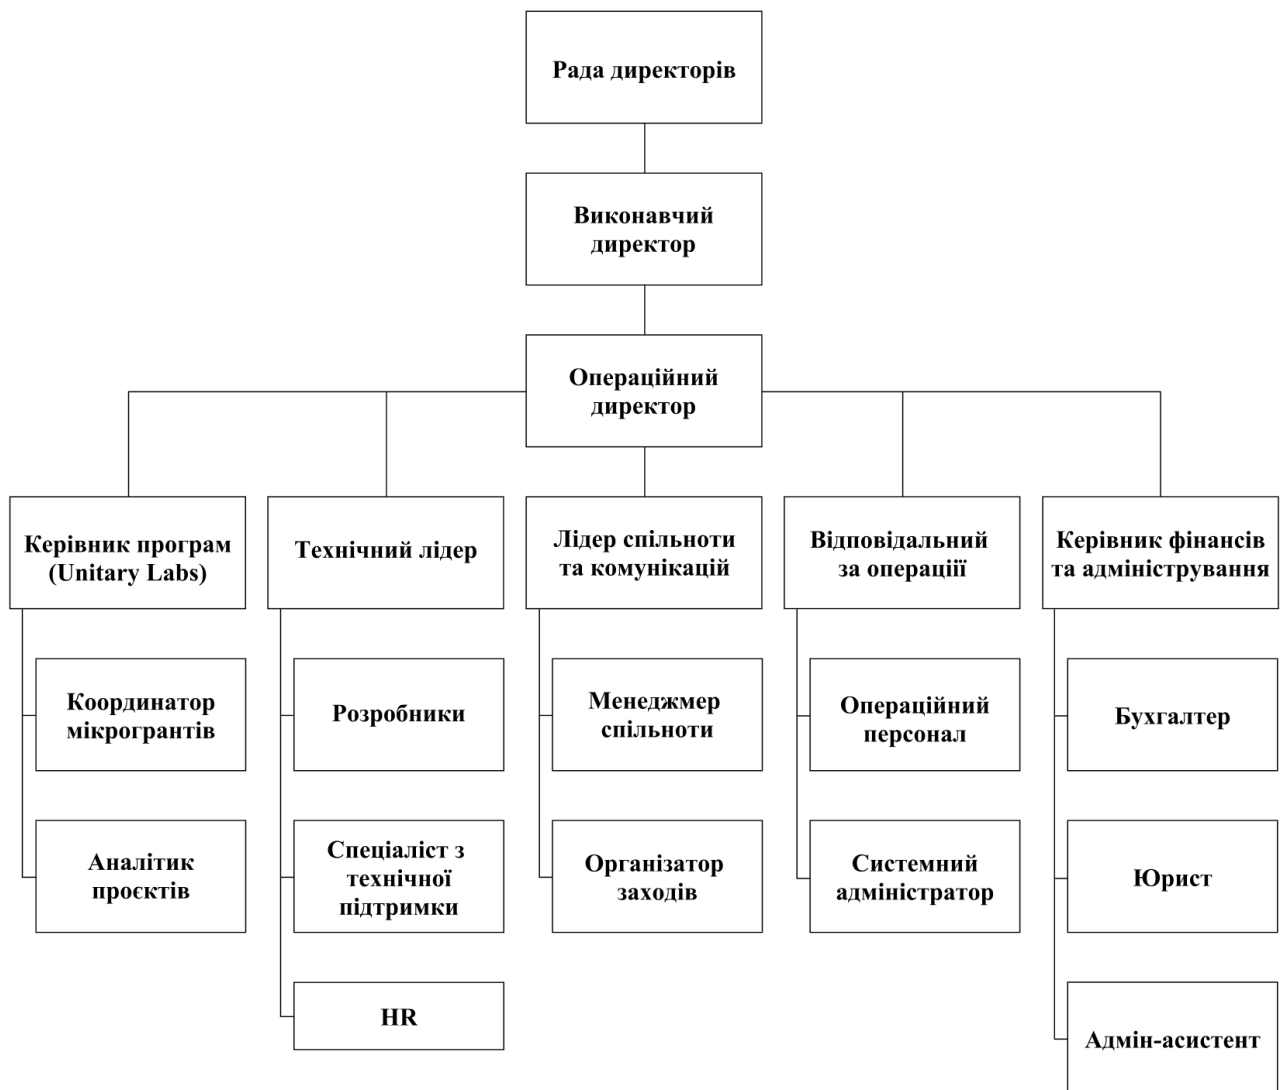 Рада директорів
Виконавчий
директор
Операційний
директор
Керівник програм
(Unitary Labs)
Технічний лідер
Лідер спільноти
та комунікацій
Відповідальний
за операціїї
Керівник фінансів
та адміністрування
Координатор
мікрогрантів
Розробники
Менеджмер
спільноти
Операційний
персонал
Бухгалтер
Аналітик
проєктів
Спеціаліст з
технічної
підтримки
Організатор
заходів
Системний
адміністратор
Юрист
HR
Адмін-асистент